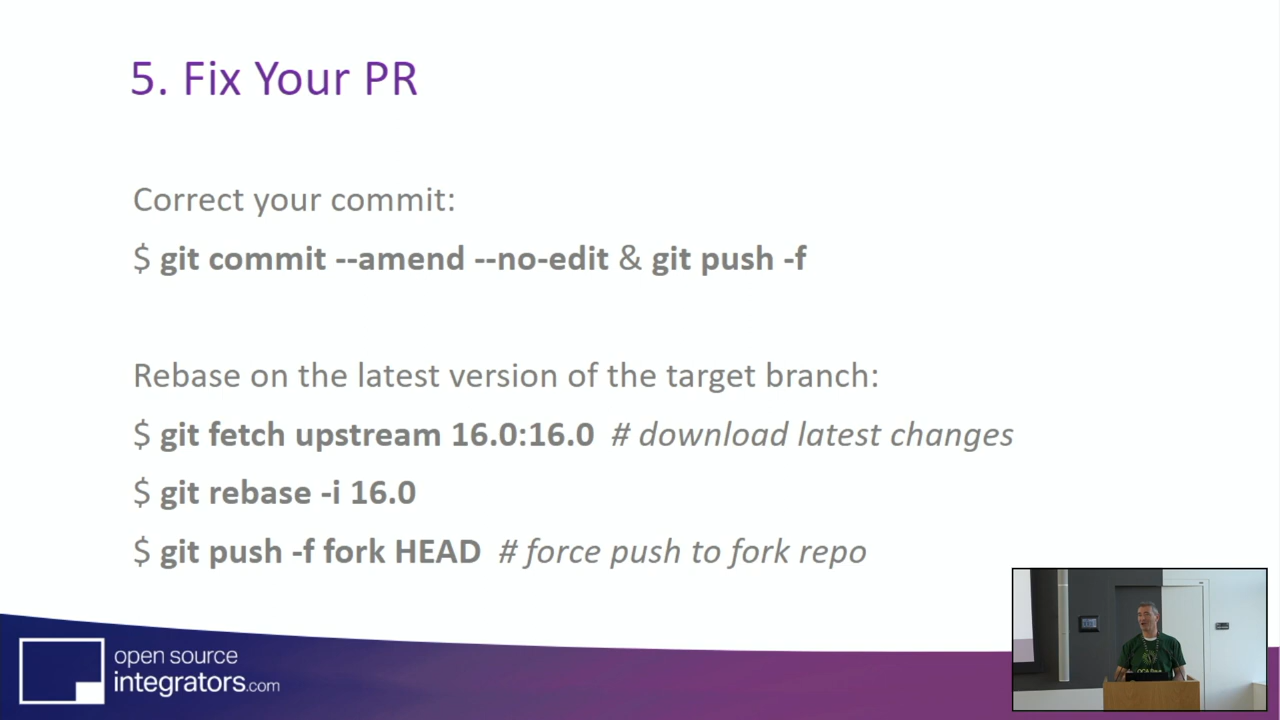 5. Fix Your PR
Correct your commit:
$ git commit --amend --no-edit & git push -f
Rebase on the latest version of the target branch:
$ git fetch upstream 16.0:16.0 # download latest changes
$ git rebase -i 16.0
$ git push -f fork HEAD # force push to fork repo
open source
integrators.com